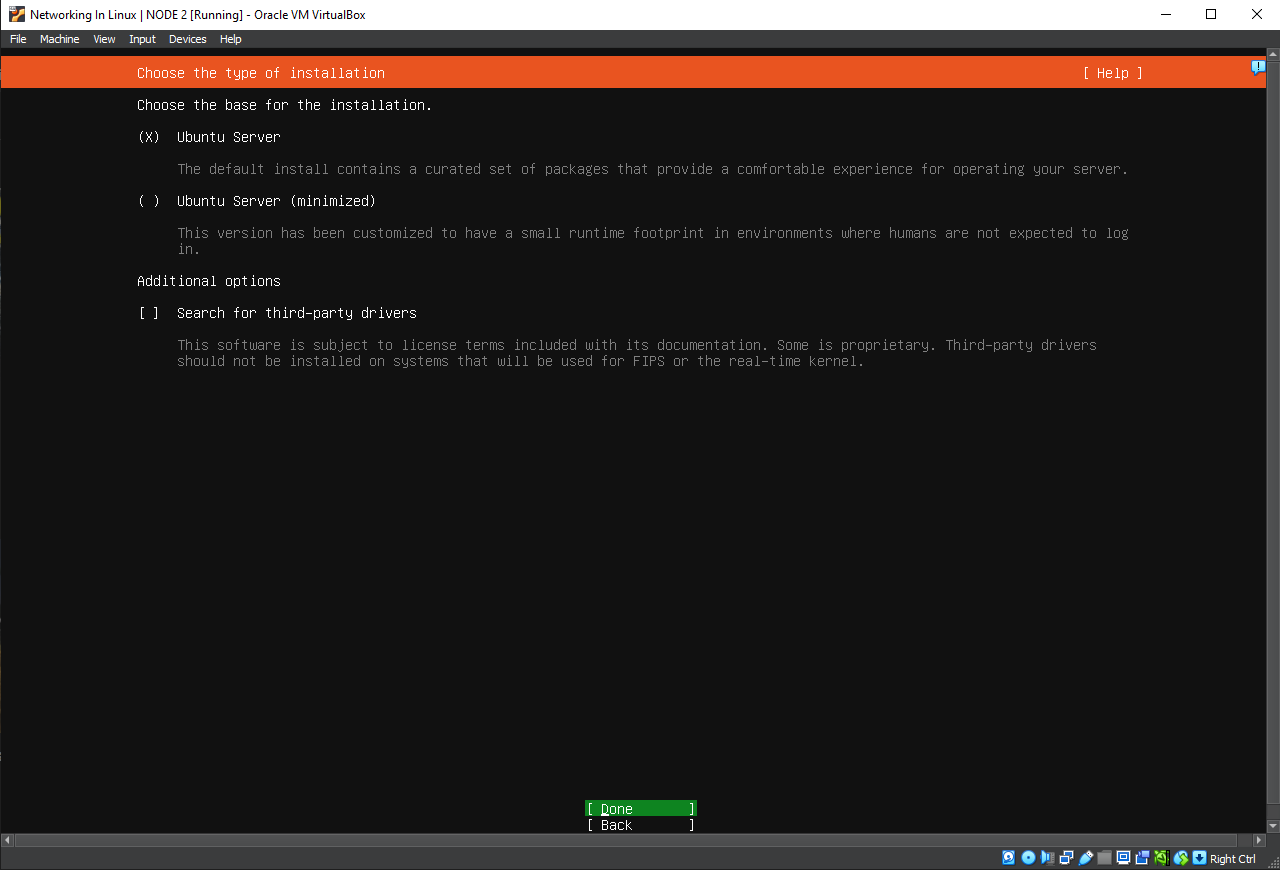 Networking In Linux | NODE 2 [Running] - Oracle VM VirtualBox
File Machine View Input Devices Help
Choose the type of installation [ Help ]
Choose the base for the installation.
(X) Ubuntu Server
The default install contains a curated set of packages that provide a comfortable experience for operating your server.
( ) Ubuntu Server (minimized)
This version has been customized to have a small runtime footprint in environments where humans are not expected to log
in.
Additional options
[ ] Search for third-party drivers
This software is subject to license terms included with its documentation. Some is proprietary. Third-party drivers
should not be installed on systems that will be used for FIPS or the real-time kernel.
[ Done ]
[ Back ]
Right Ctrl